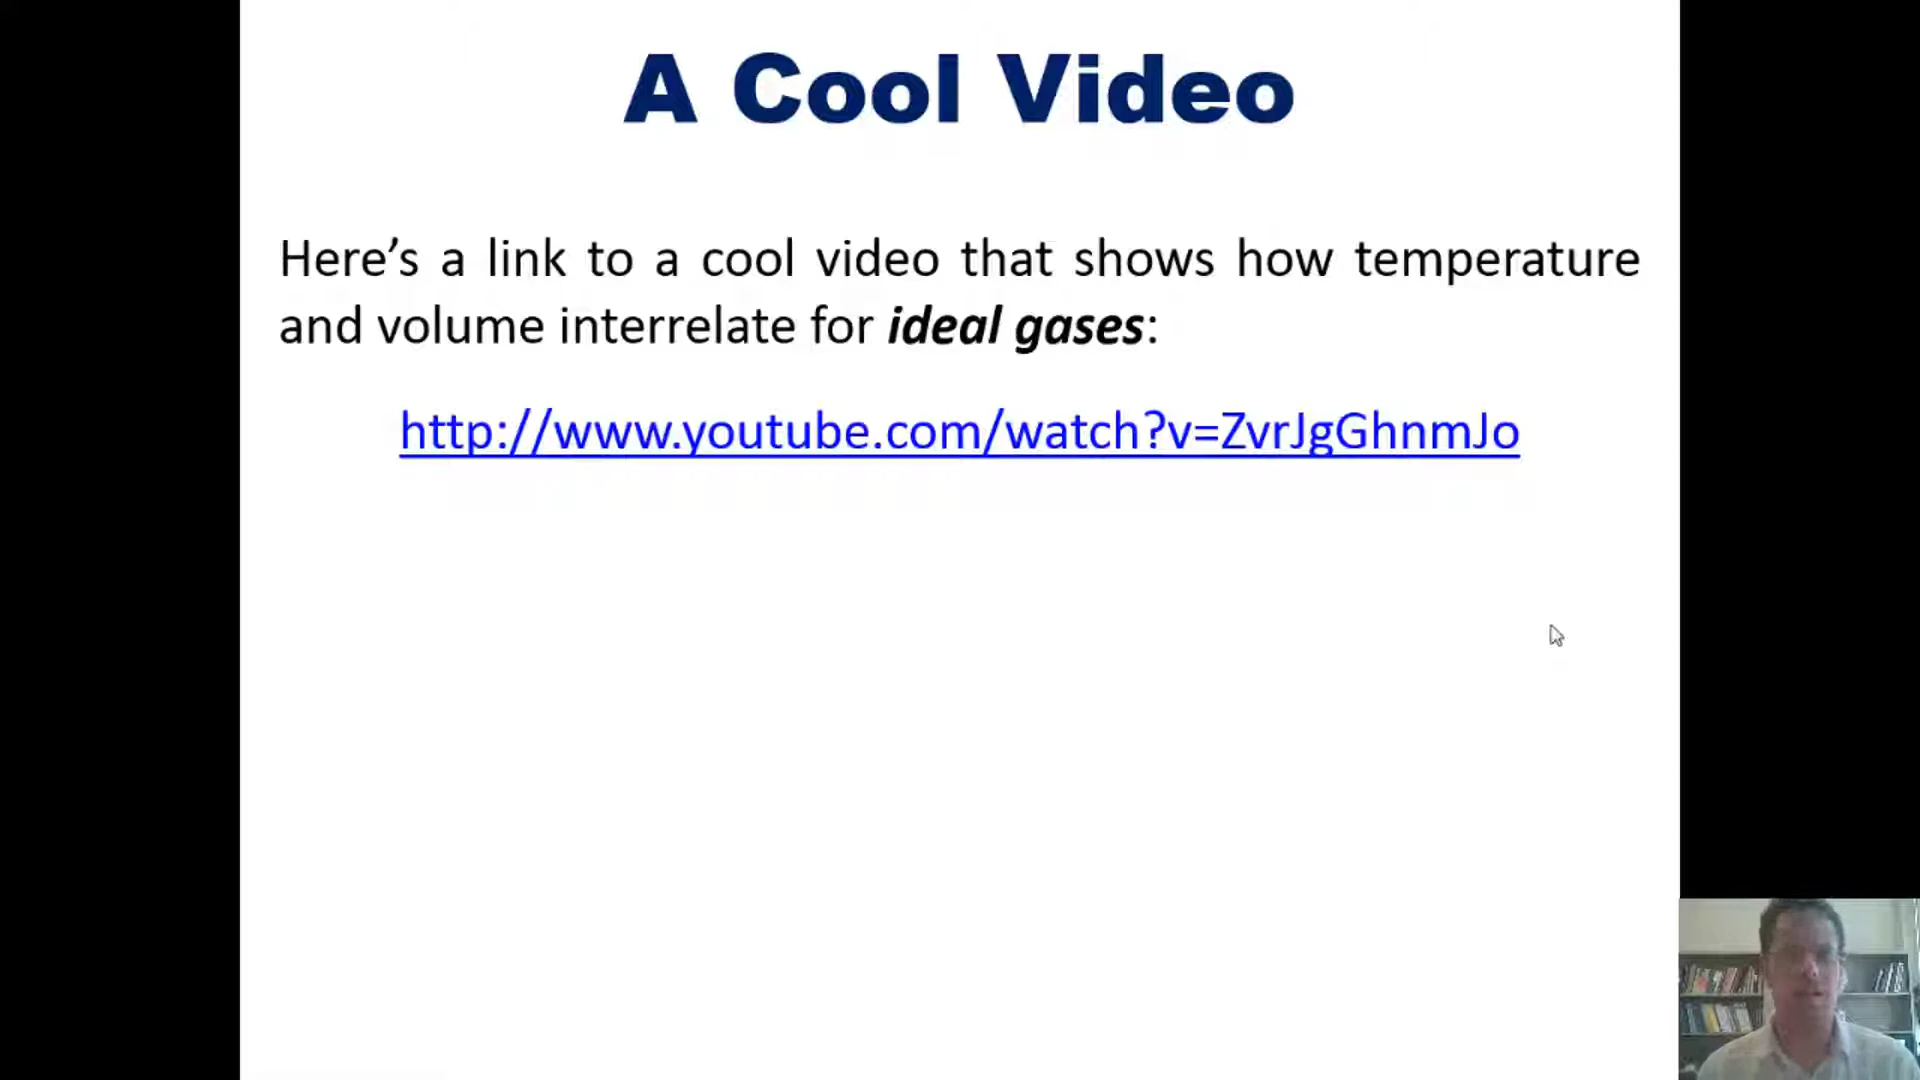 A Cool Video
Here’s a link to a cool video that shows how temperature
and volume interrelate for ideal gases:
http://www.youtube.com/watch?v=ZvrJgGhnmJo